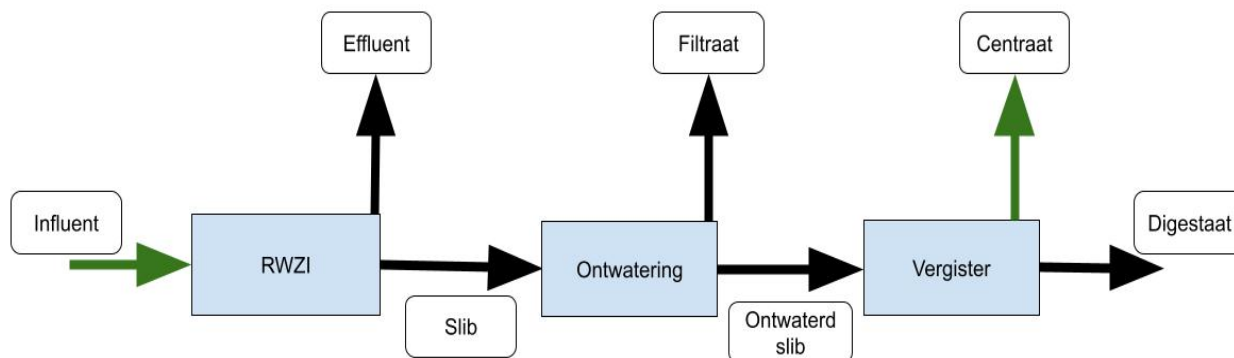 Effluent
Filtraat
Centraat
Influent
RWZI
Ontwatering
Vergister
Digestaat
Slib
Ontwaterd
slib